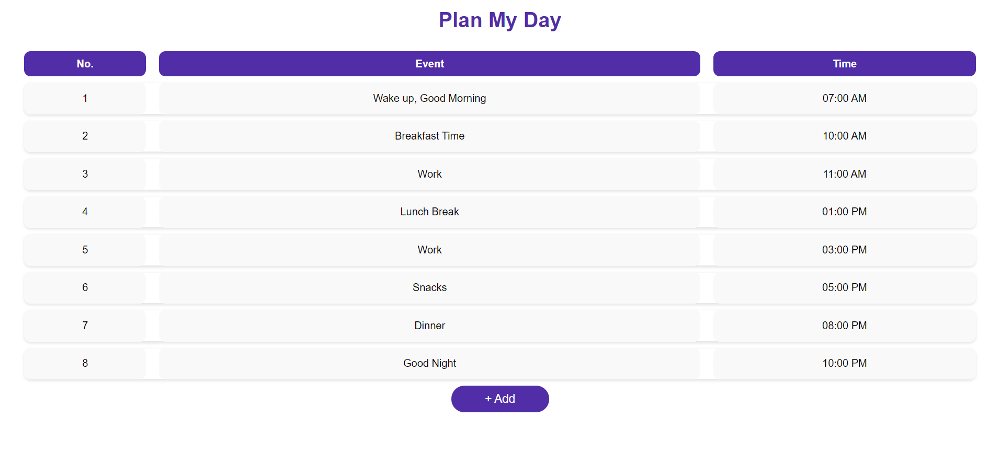 Plan My Day
No. Event Time
1 Wake up, Good Morning 07:00 AM
2 Breakfast Time 10:00 AM
3 Work 11:00 AM
4 Lunch Break 01:00 PM
5 Work 03:00 PM
6 Snacks 05:00 PM
7 Dinner 08:00 PM
8 Good Night 10:00 PM
+ Add